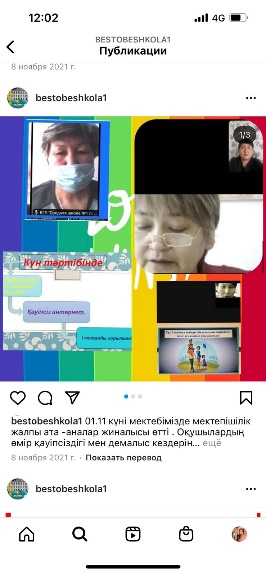 12:02
4G
BESTOBESHKOLA1
Публикации
8 ноября 2021 г.
bestobeshkola1
1/3
Күн тәртібінде
Қауіпсіз интернет.
bestobeshkola1 01.11 күні мектебімізде мектепішілік
жалпы ата -аналар жиналысы өтті . Оқушылардың
өмір қауіпсіздігі мен демалыс кездерін... ещё
8 ноября 2021 г. · Показать перевод
bestobeshkola1